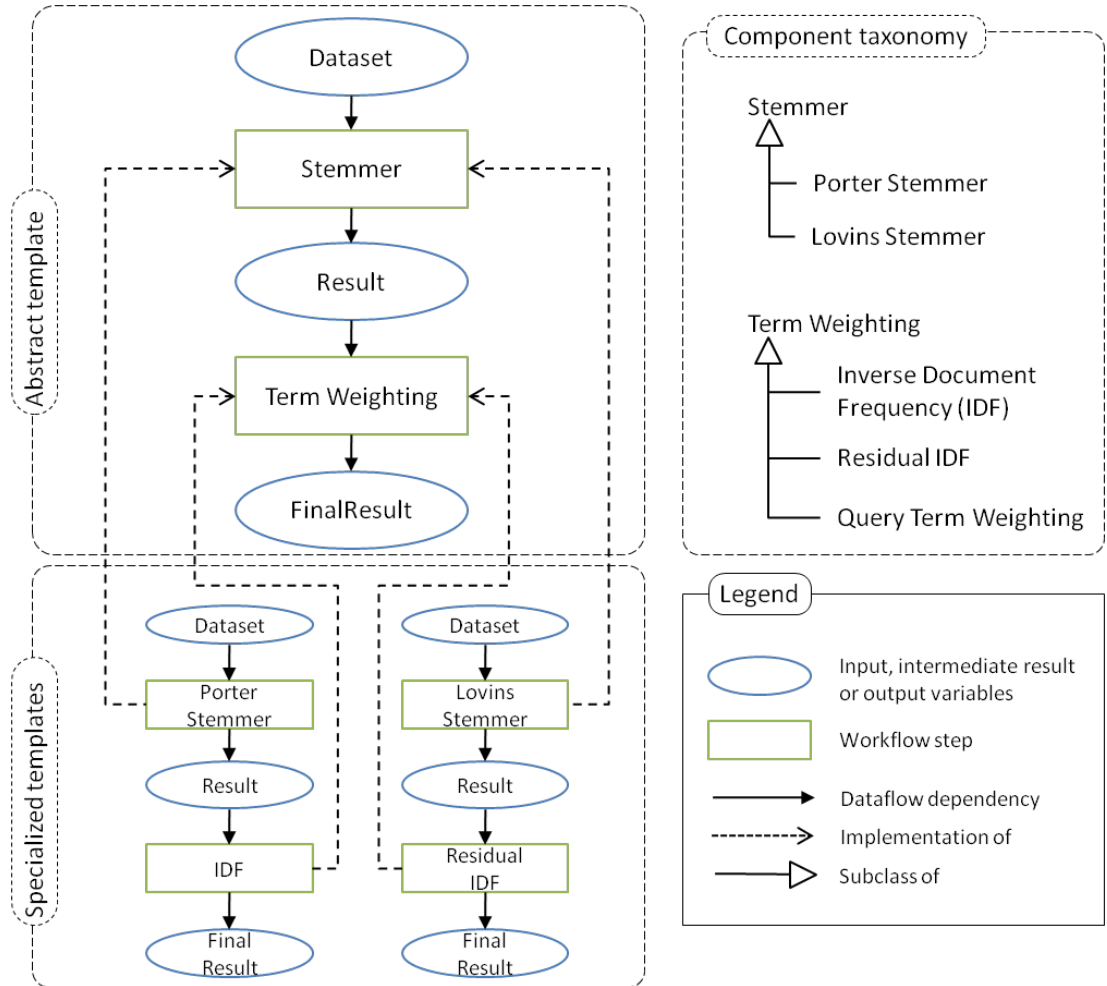 Abstract template
Dataset
Stemmer
Result
Term Weighting
FinalResult
Component taxonomy
Stemmer
Porter Stemmer
Lovins Stemmer
Term Weighting
Inverse Document
Frequency (IDF)
Residual IDF
Query Term Weighting
Specialized templates
Dataset
Porter
Stemmer
Result
IDF
Final
Result
Dataset
Lovins
Stemmer
Result
Residual
IDF
Final
Result
Legend
Input, intermediate result
or output variables
Workflow step
Dataflow dependency
Implementation of
Subclass of